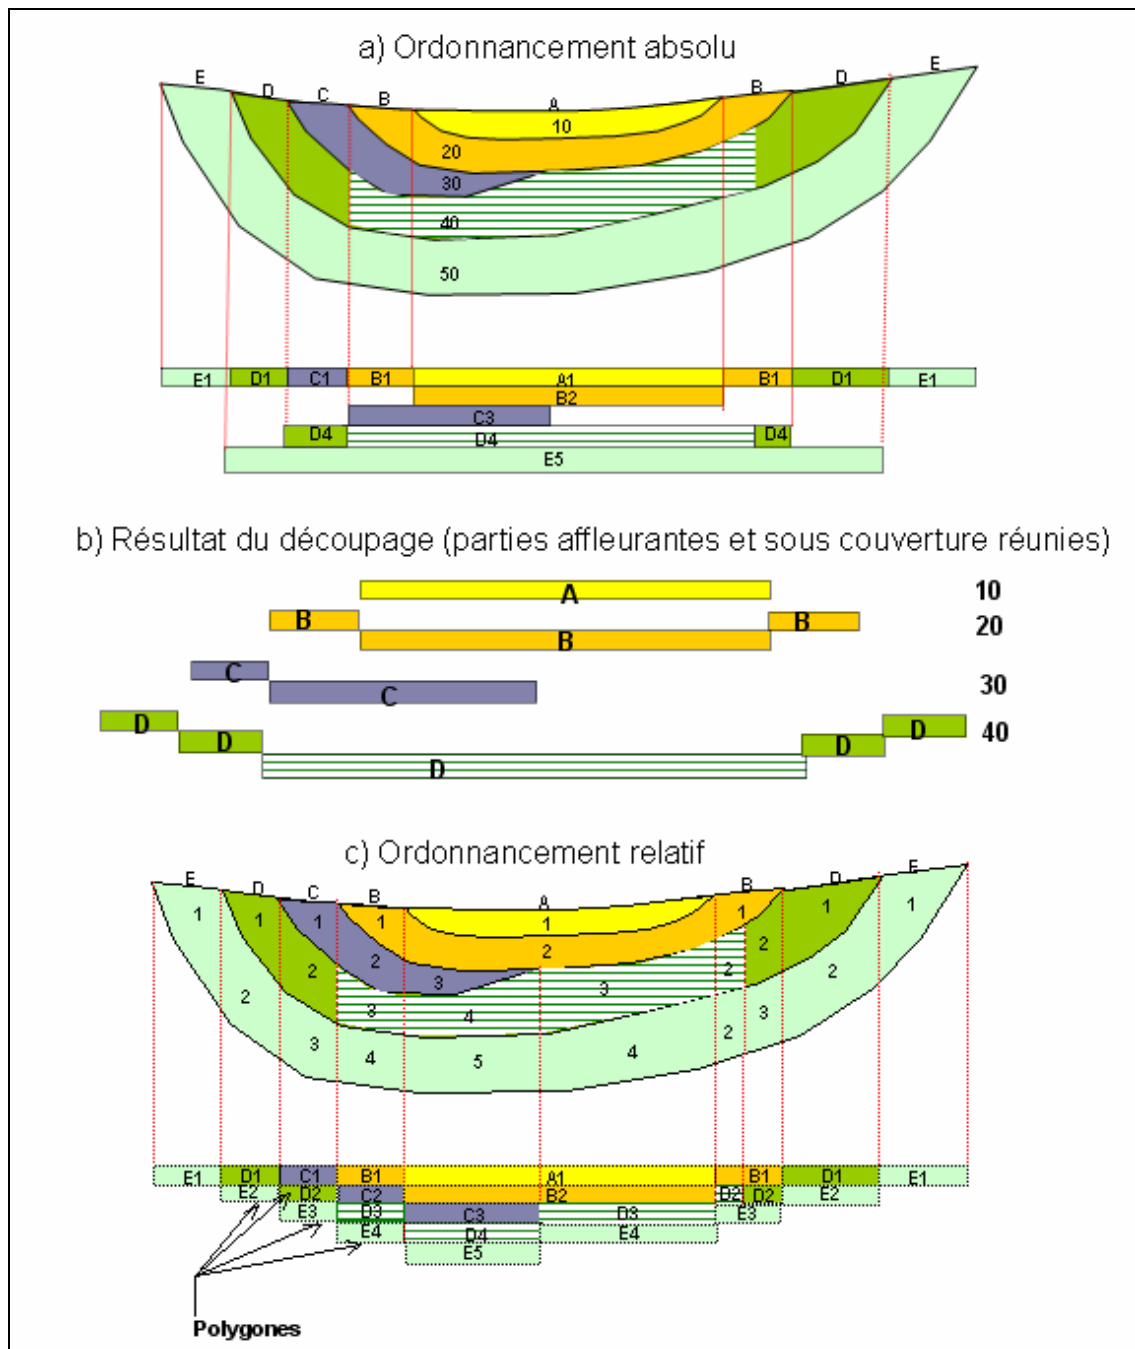 a) Ordonnancement absolu
E D C B A B D E
10
20
30
40
50
E1 D1 C1 B1 A1 B1 D1 E1
B2
C3
D4 D4 D4
E5
b) Résultat du découpage (parties affleurantes et sous couverture réunies)
A 10
B B 20
B
C 30
C
D D 40
D D
D
c) Ordonnancement relatif
E D C B A B D E
1 1 1 1 1 1 1 1
2 2 2 3 2 3 2 2 2
3 4 3 2 3
3 4 5 4 2
E1 D1 C1 B1 A1 B1 D1 E1
E2 D2 C2 B2 D2 D2 E2
E3 D3 C3 D3 E3
E4 D4 E4
E5
Polygones